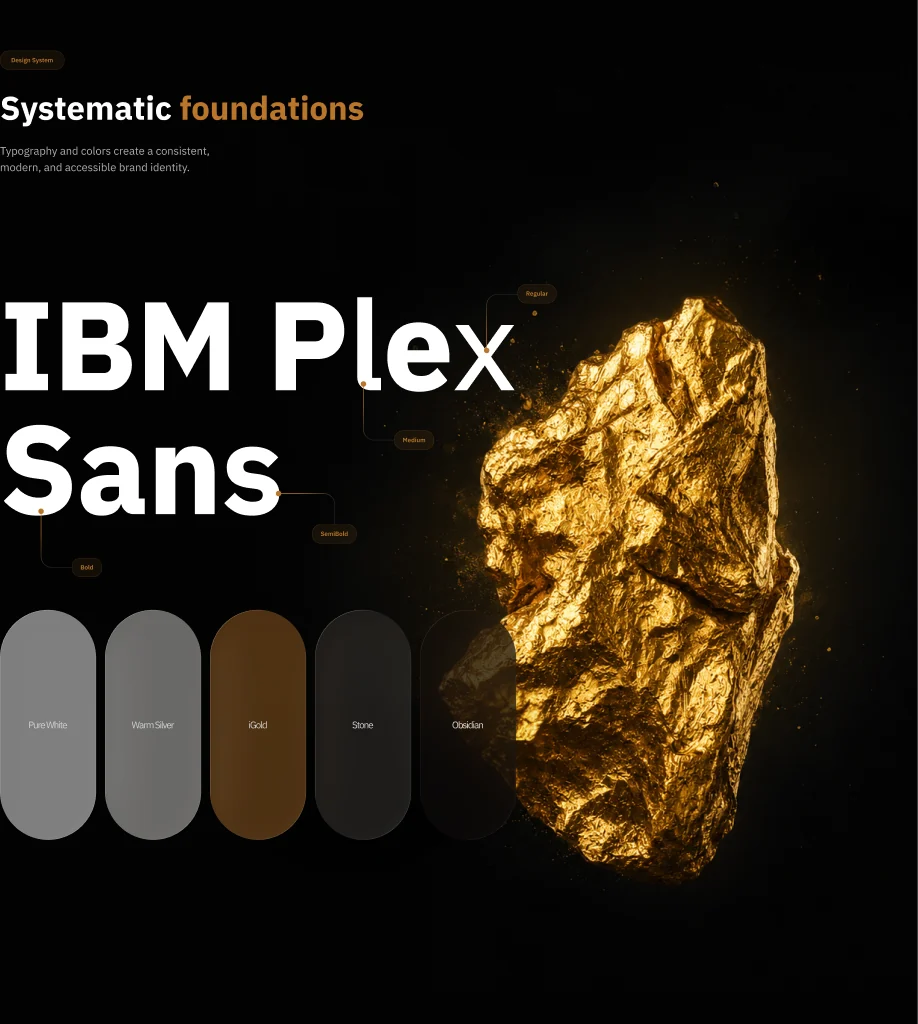 Design System
Systematic foundations
Typography and colors create a consistent,
modern, and accessible brand identity.
Regular
IBM Plex
Medium
Sans
SemiBold
Bold
Pure White
Warm Silver
iGold
Stone
Obsidian